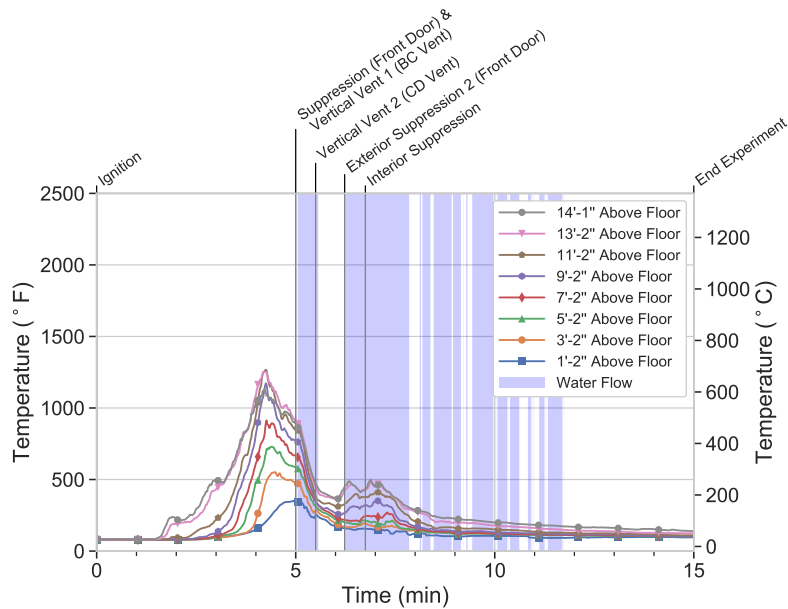 Suppression (Front Door) &
Vertical Vent 1 (BC Vent)
Vertical Vent 2 (CD Vent)
Exterior Suppression 2 (Front Door)
Interior Suppression
Ignition
End Experiment
2500
2000
1500
1000
500
0
Temperature (°F)
1200
1000
800
600
400
200
0
Temperature (°C)
14'-1" Above Floor
13'-2" Above Floor
11'-2" Above Floor
9'-2" Above Floor
7'-2" Above Floor
5'-2" Above Floor
3'-2" Above Floor
1'-2" Above Floor
Water Flow
0 5 10 15
Time (min)